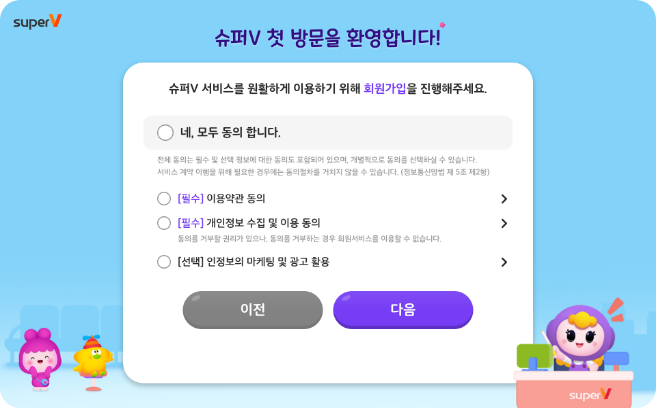 superV
슈퍼V 첫 방문을 환영합니다!
슈퍼V 서비스를 원활하게 이용하기 위해 회원가입을 진행해주세요.
네, 모두 동의 합니다.
전체 동의는 필수 및 선택 정보에 대한 동의도 포함되어 있으며, 개별적으로 동의를 선택하실 수 있습니다.
서비스 계약 이행을 위해 필요한 경우에는 동의절차를 거치지 않을 수 있습니다. (정보통신망법 제 5조 제2항)
[필수] 이용약관 동의
[필수] 개인정보 수집 및 이용 동의
동의를 거부할 권리가 있으나, 동의를 거부하는 경우 회원서비스를 이용할 수 없습니다.
[선택] 인정보의 마케팅 및 광고 활용
이전
다음
superV